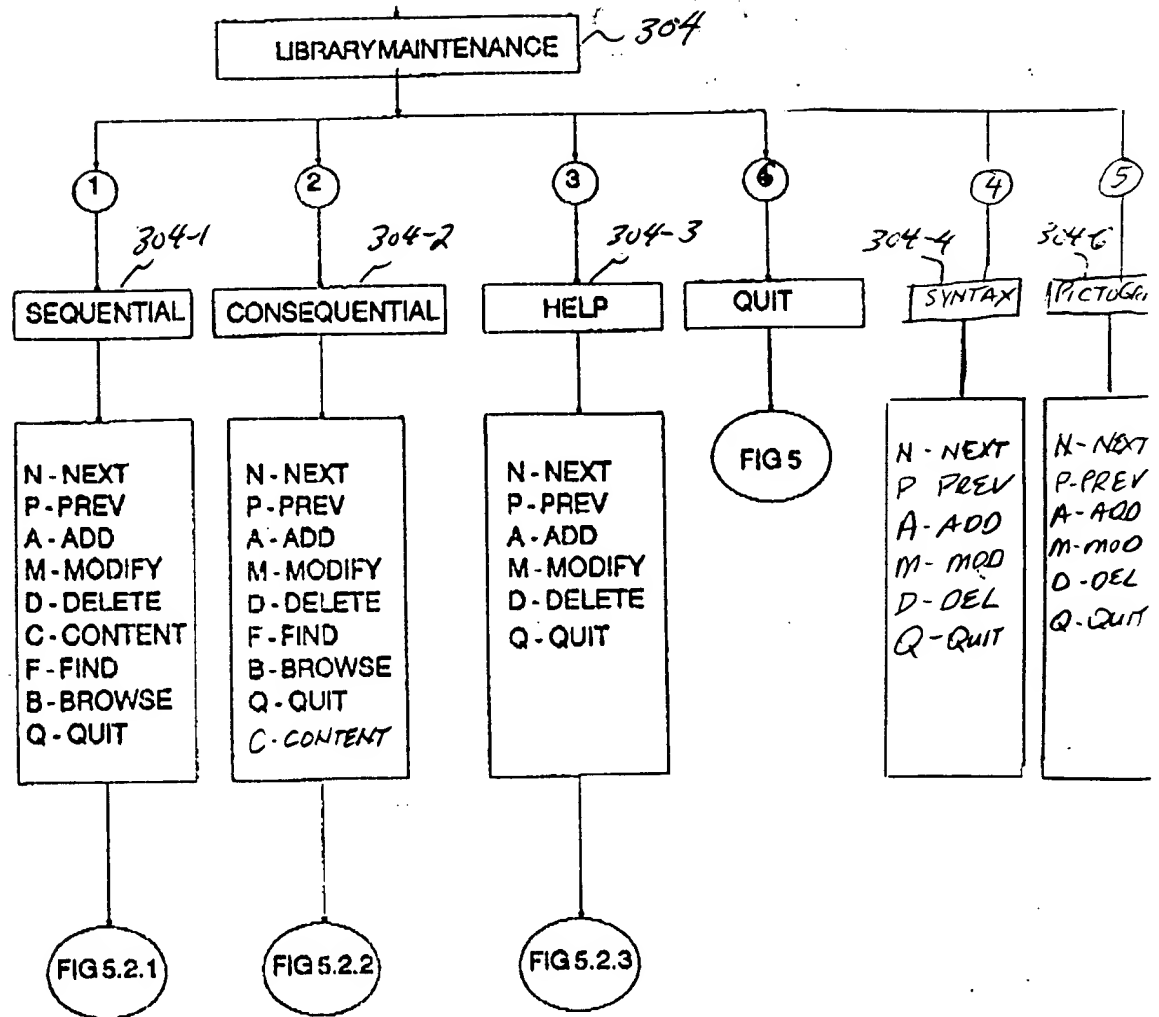 LIBRARY MAINTENANCE
304
1
2
3
6
4
5
304-1
304-2
304-3
304-4
304-6
SEQUENTIAL
CONSEQUENTIAL
HELP
QUIT
SYNTAX
PICTOGR
N - NEXT
P - PREV
A - ADD
M - MODIFY
D - DELETE
C - CONTENT
F - FIND
B - BROWSE
Q - QUIT
N - NEXT
P - PREV
A - ADD
M - MODIFY
D - DELETE
F - FIND
B - BROWSE
Q - QUIT
C - CONTENT
N - NEXT
P - PREV
A - ADD
M - MODIFY
D - DELETE
Q - QUIT
FIG 5
N - NEXT
P PREV
A - ADD
M - MOD
D - DEL
Q - QUIT
N - NEXT
P - PREV
A - ADD
M - MOD
D - DEL
Q - QUIT
FIG 5.2.1
FIG 5.2.2
FIG 5.2.3